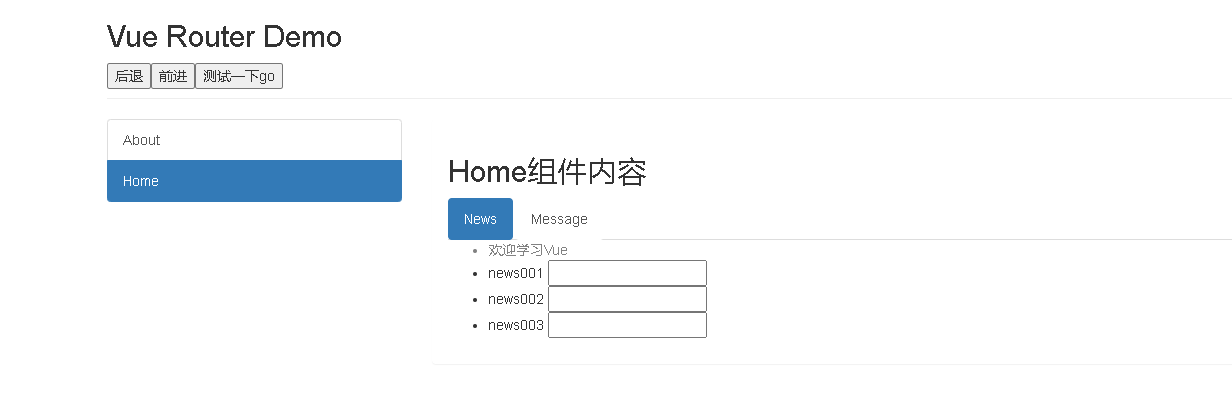 Vue Router Demo
后退 前进 测试一下go
About
Home
Home组件内容
News Message
欢迎学习Vue
news001
news002
news003